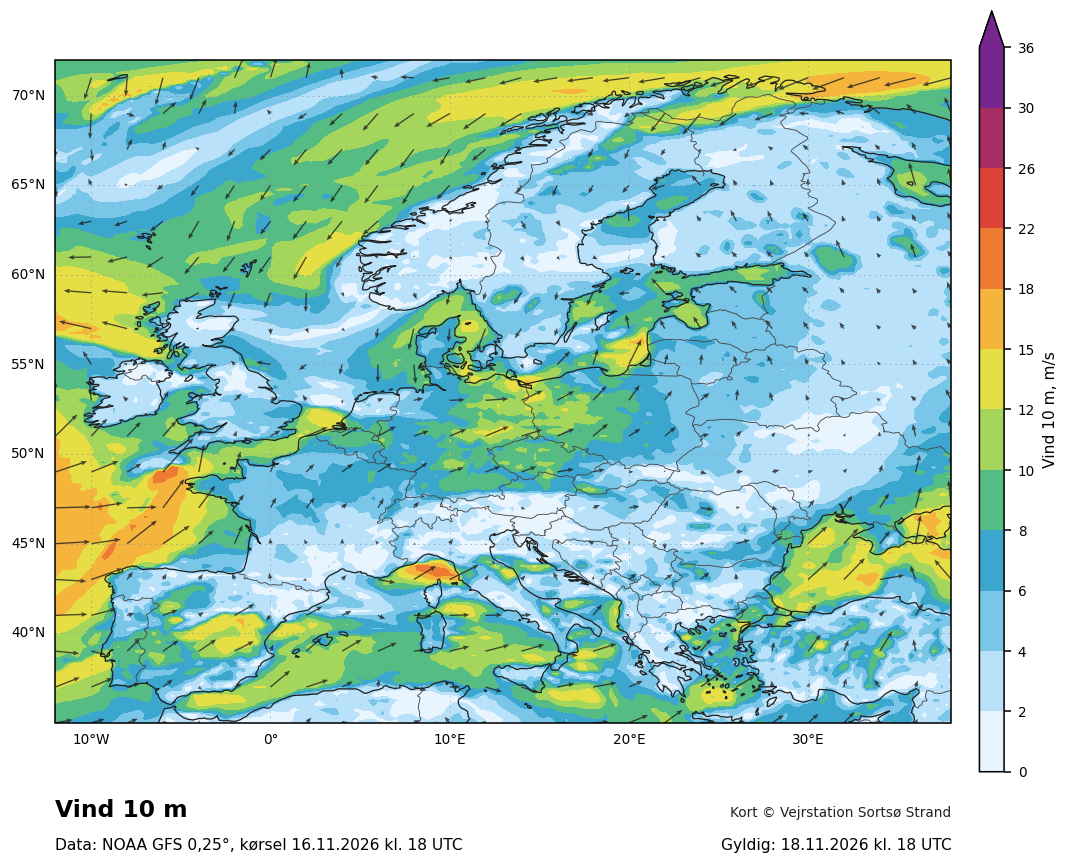 36
30
26
22
18
15
12
10
8
6
4
2
0
Vind 10 m, m/s
70°N
65°N
60°N
55°N
50°N
45°N
40°N
10°W
0°
10°E
20°E
30°E
Vind 10 m
Kort © Vejrstation Sortsø Strand
Data: NOAA GFS 0,25°, kørsel 16.11.2026 kl. 18 UTC
Gyldig: 18.11.2026 kl. 18 UTC